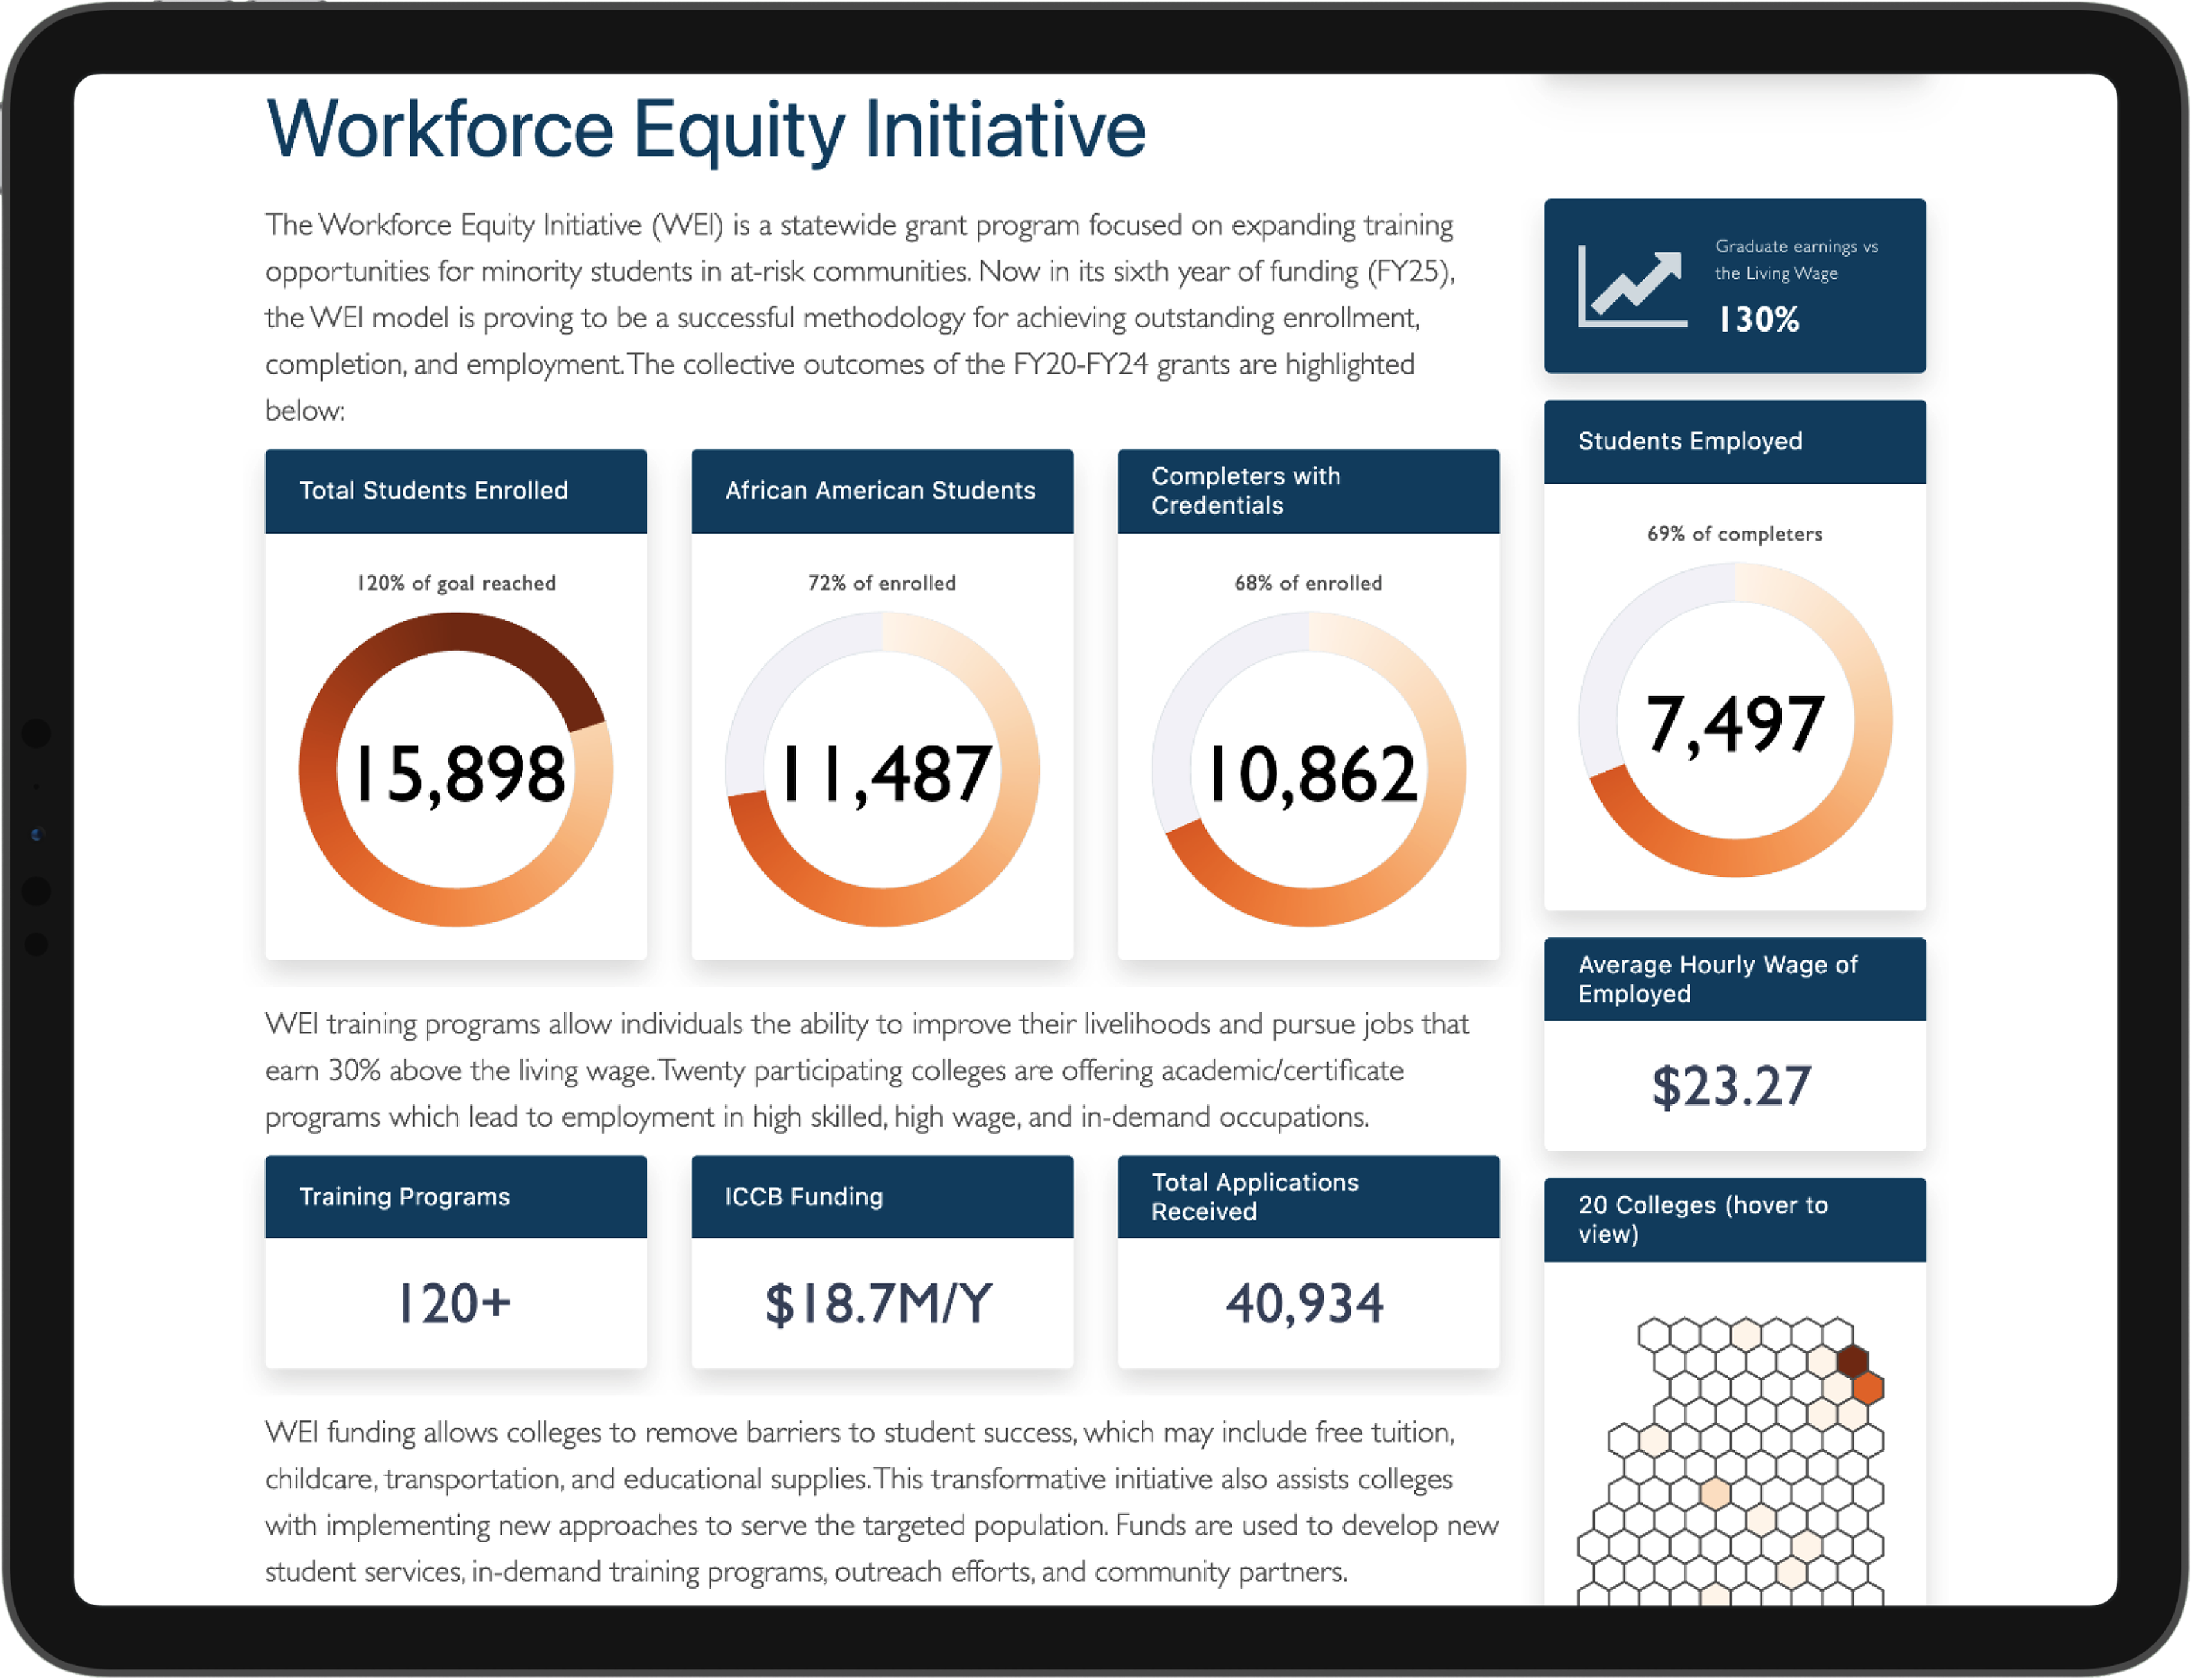 Workforce Equity Initiative
The Workforce Equity Initiative (WEI) is a statewide grant program focused on expanding training
opportunities for minority students in at-risk communities. Now in its sixth year of funding (FY25),
the WEI model is proving to be a successful methodology for achieving outstanding enrollment,
completion, and employment. The collective outcomes of the FY20-FY24 grants are highlighted
below:
Total Students Enrolled
120% of goal reached
15,898
African American Students
72% of enrolled
11,487
Completers with
Credentials
68% of enrolled
10,862
WEI training programs allow individuals the ability to improve their livelihoods and pursue jobs that
earn 30% above the living wage. Twenty participating colleges are offering academic/certificate
programs which lead to employment in high skilled, high wage, and in-demand occupations.
Training Programs
120+
ICCB Funding
$18.7M/Y
Total Applications
Received
40,934
WEI funding allows colleges to remove barriers to student success, which may include free tuition,
childcare, transportation, and educational supplies. This transformative initiative also assists colleges
with implementing new approaches to serve the targeted population. Funds are used to develop new
student services, in-demand training programs, outreach efforts, and community partners.
Graduate earnings vs
the Living Wage
130%
Students Employed
69% of completers
7,497
Average Hourly Wage of
Employed
$23.27
20 Colleges (hover to
view)